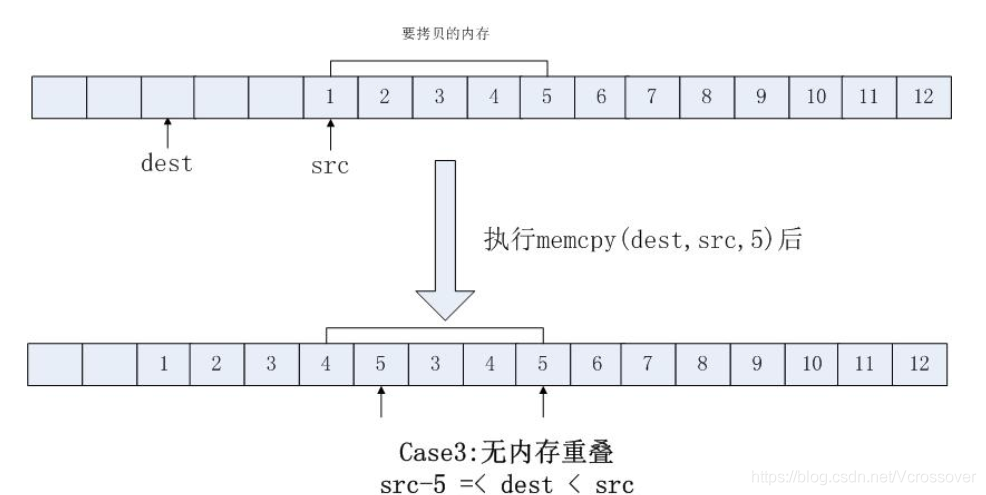 要拷贝的内存
1 2 3 4 5 6 7 8 9 10 11 12
dest src
执行memcpy(dest,src,5)后
1 2 3 4 5 3 4 5 6 7 8 9 10 11 12
Case3:无内存重叠
src-5 =< dest < src
https://blog.csdn.net/Vcrossover